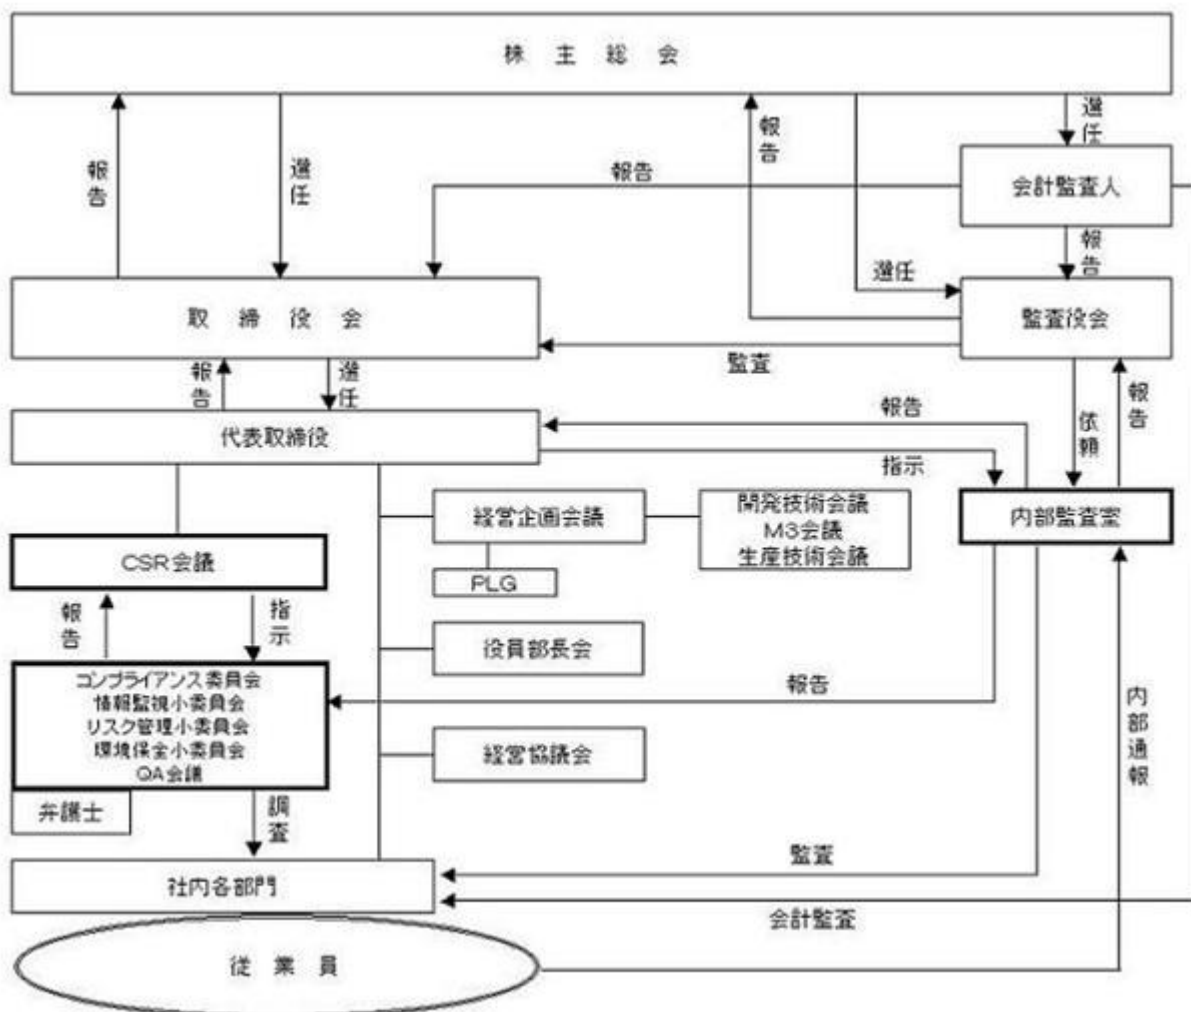 株主総会
報告
選任
報告
選任
報告
会計監査人
報告
選任
取締役会
監査役会
監査
報告
選任
報告
依頼
報告
代表取締役
指示
経営企画会議
開発技術会議
M3会議
生産技術会議
内部監査室
CSR会議
PLG
報告
指示
役員部長会
コンプライアンス委員会
情報監視小委員会
リスク管理小委員会
環境保全小委員会
QA会議
報告
内部通報
経営協議会
弁護士
調査
監査
社内各部門
会計監査
従業員